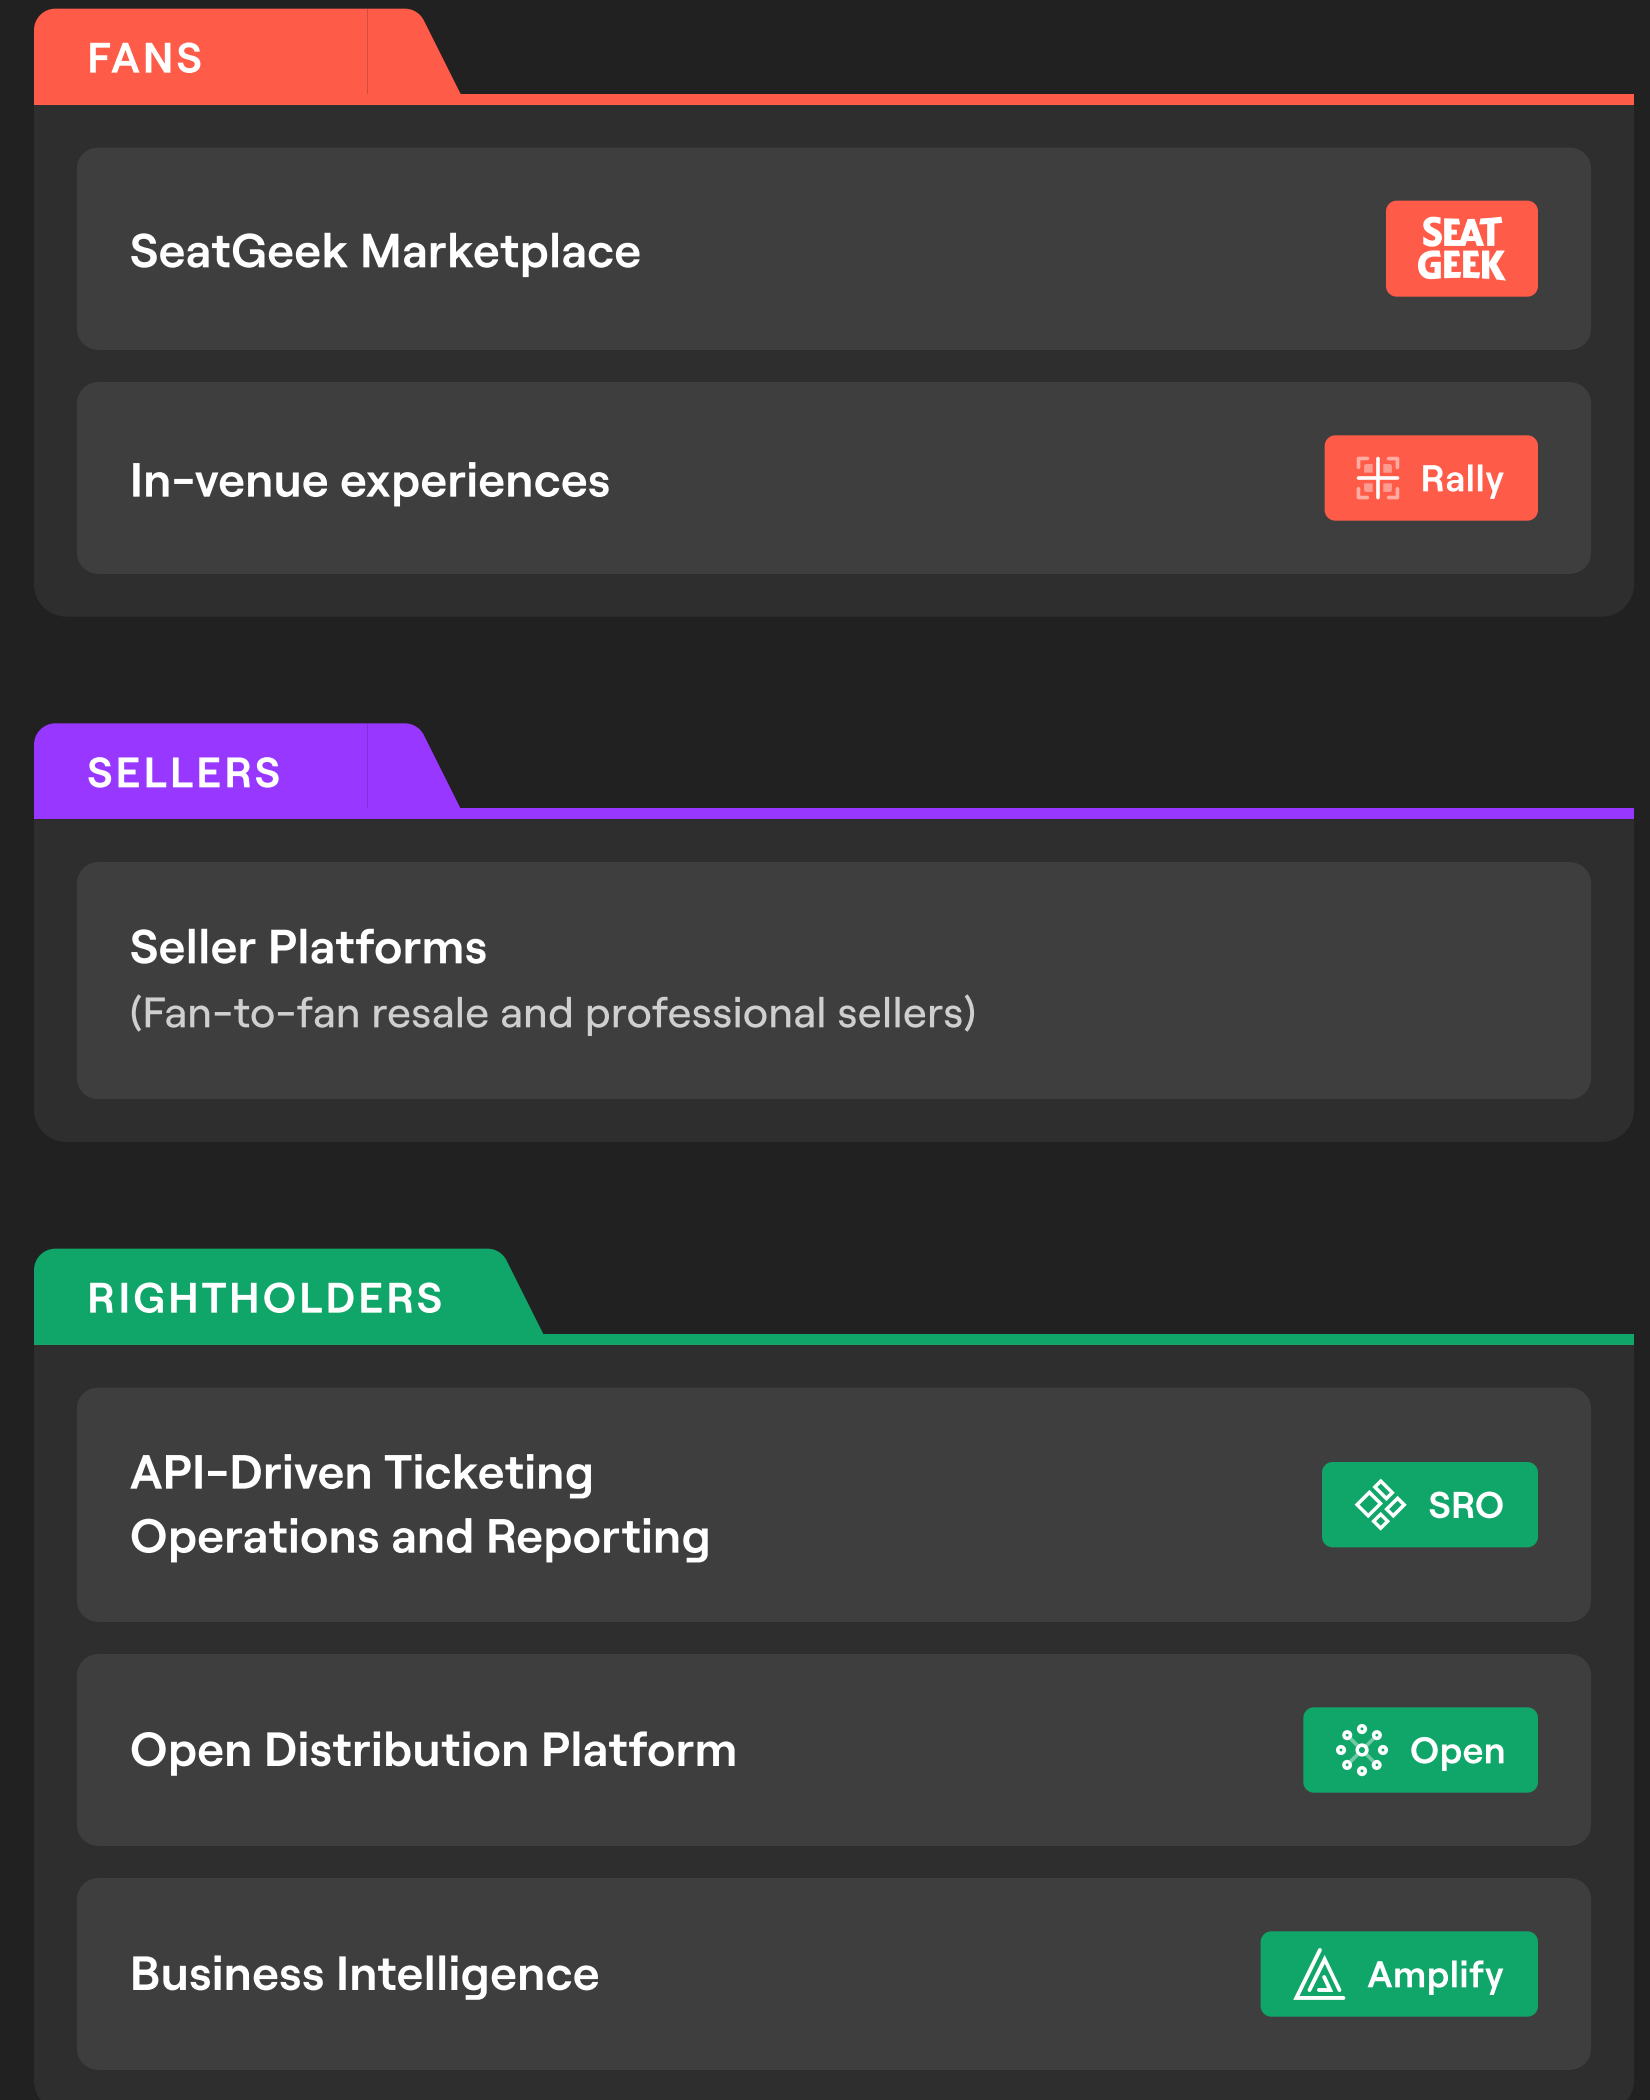 FANS
SeatGeek Marketplace
SEAT
GEEK
In-venue experiences
Rally
SELLERS
Seller Platforms
(Fan-to-fan resale and professional sellers)
RIGHTHOLDERS
API-Driven Ticketing
Operations and Reporting
SRO
Open Distribution Platform
Open
Business Intelligence
Amplify